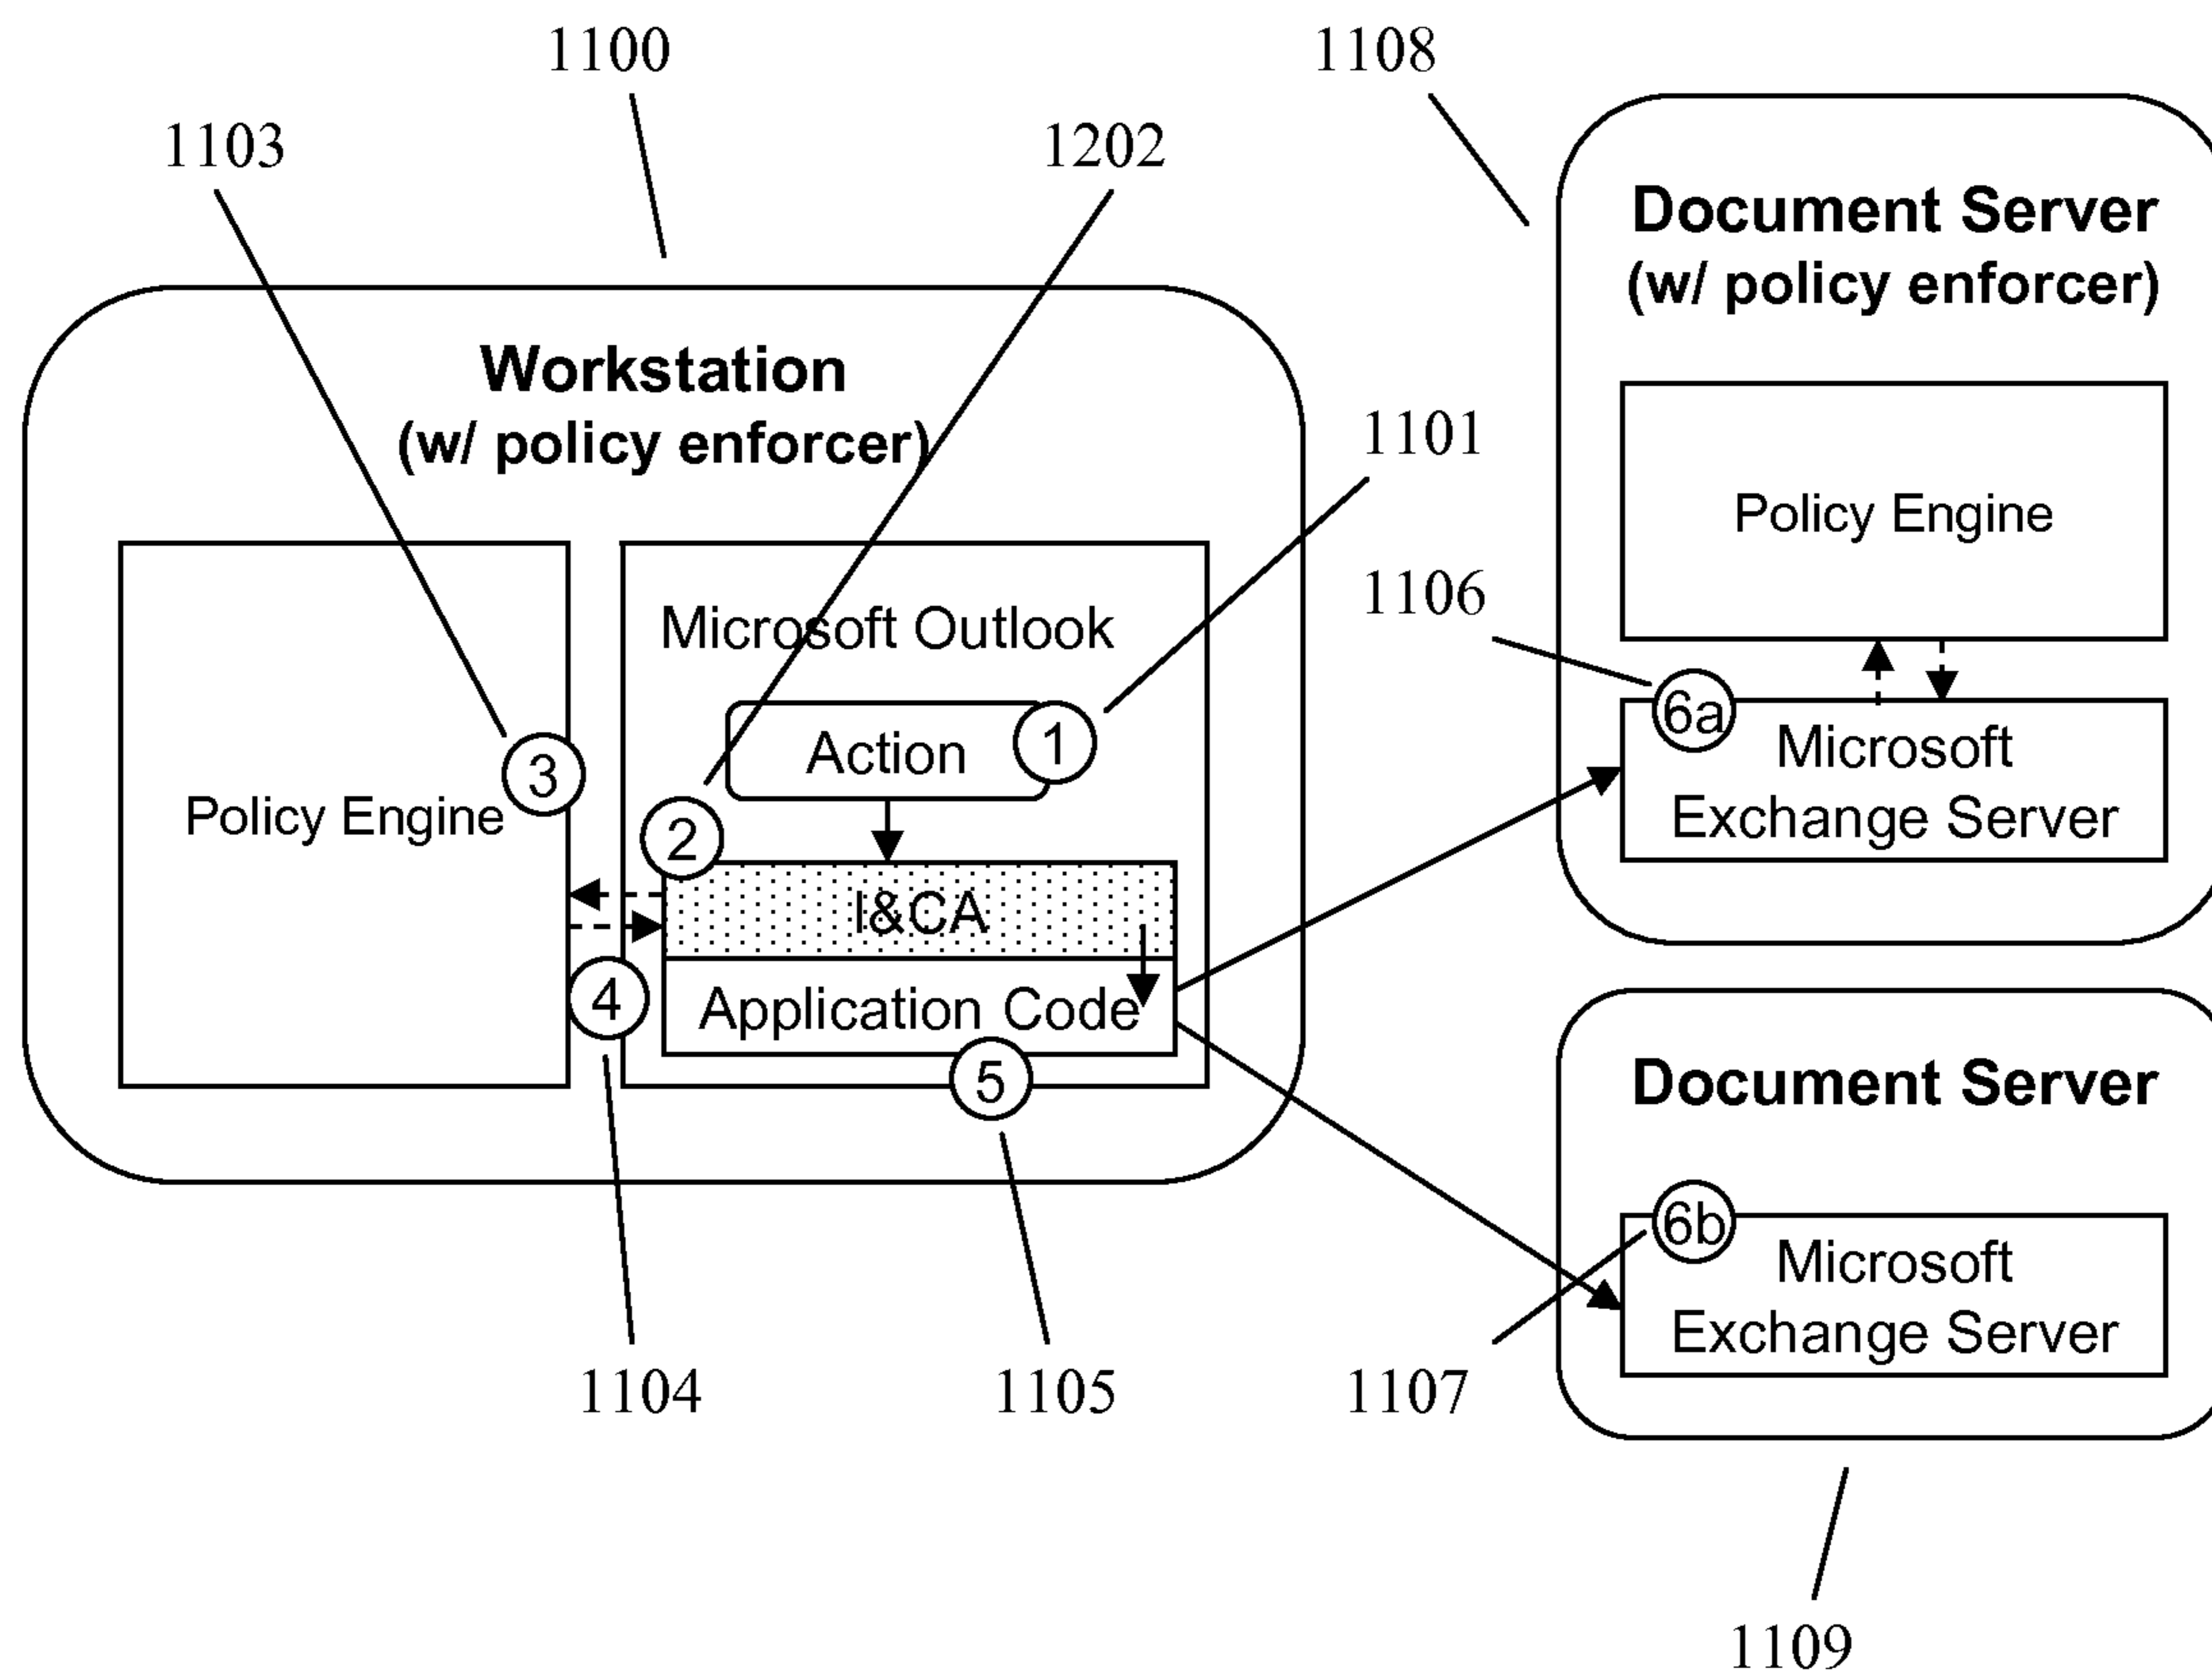 1100
1108
1103
1202
Document Server
(w/ policy enforcer)
Workstation
(w/ policy enforcer)
1101
Policy Engine
1106
Microsoft Outlook
6a
Microsoft
Exchange Server
Action
1
3
Policy Engine
2
I&CA
4
Application Code
5
Document Server
6b
Microsoft
Exchange Server
1104
1105
1107
1109